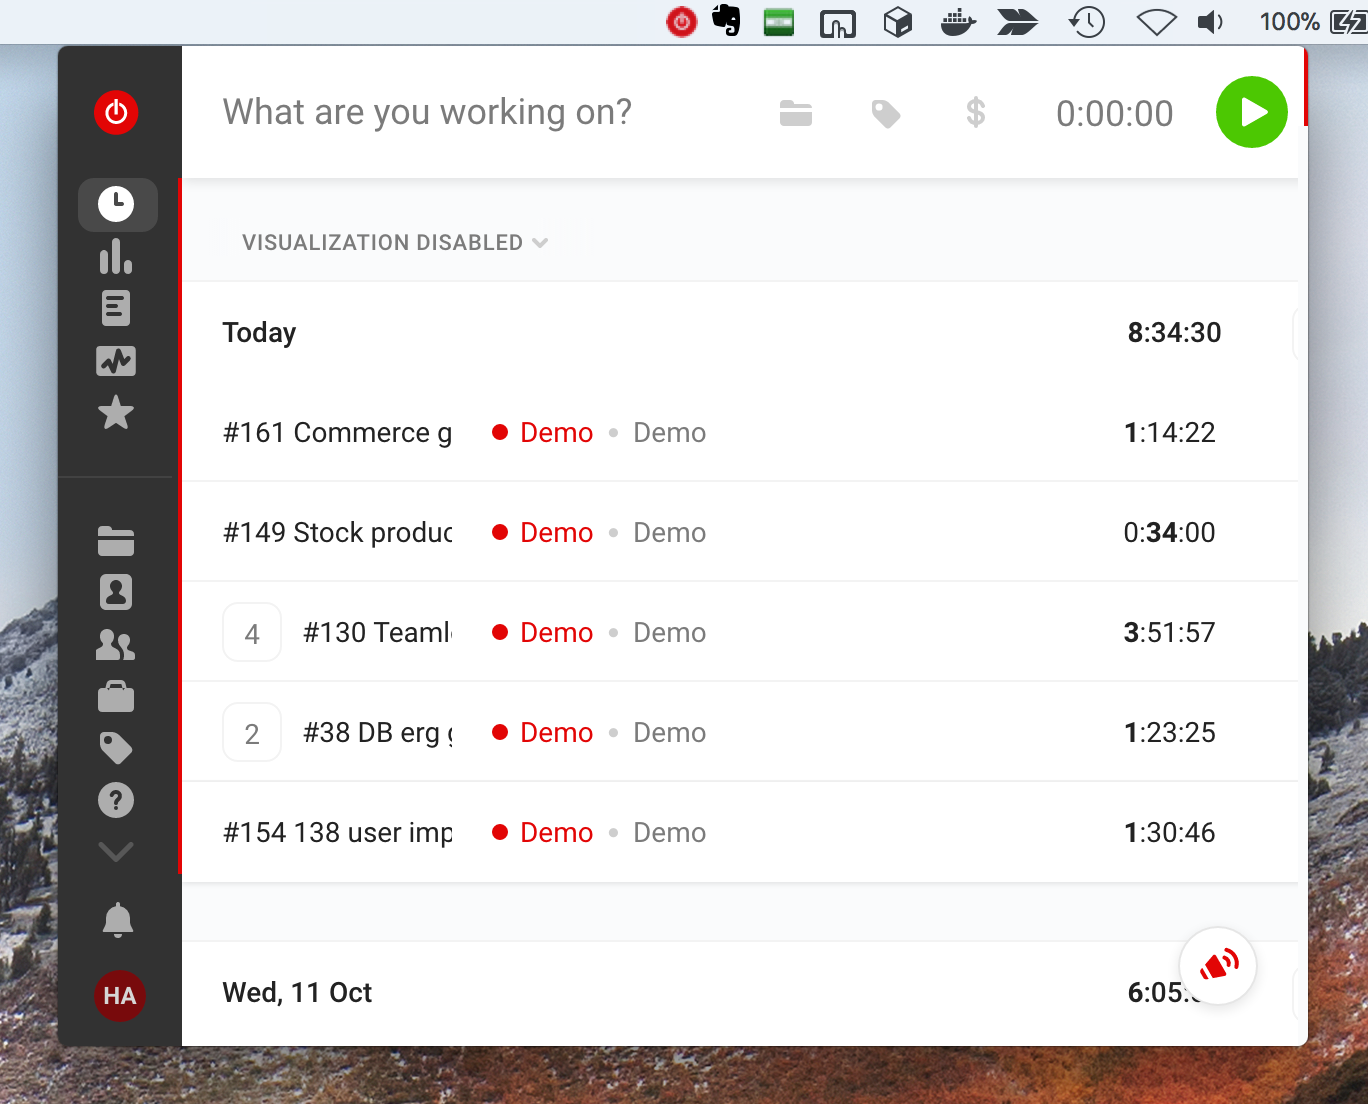 100%
What are you working on?
$
0:00:00
VISUALIZATION DISABLED
Today
8:34:30
#161 Commerce g
Demo
Demo
1:14:22
#149 Stock
Demo
Demo
0:34:00
4
#130
Demo
Demo
3:51:57
2
#38 DB erg
Demo
Demo
1:23:25
?
#154 138 user imp
Demo
Demo
1:30:46
HA
Wed, 11 Oct
6:05: